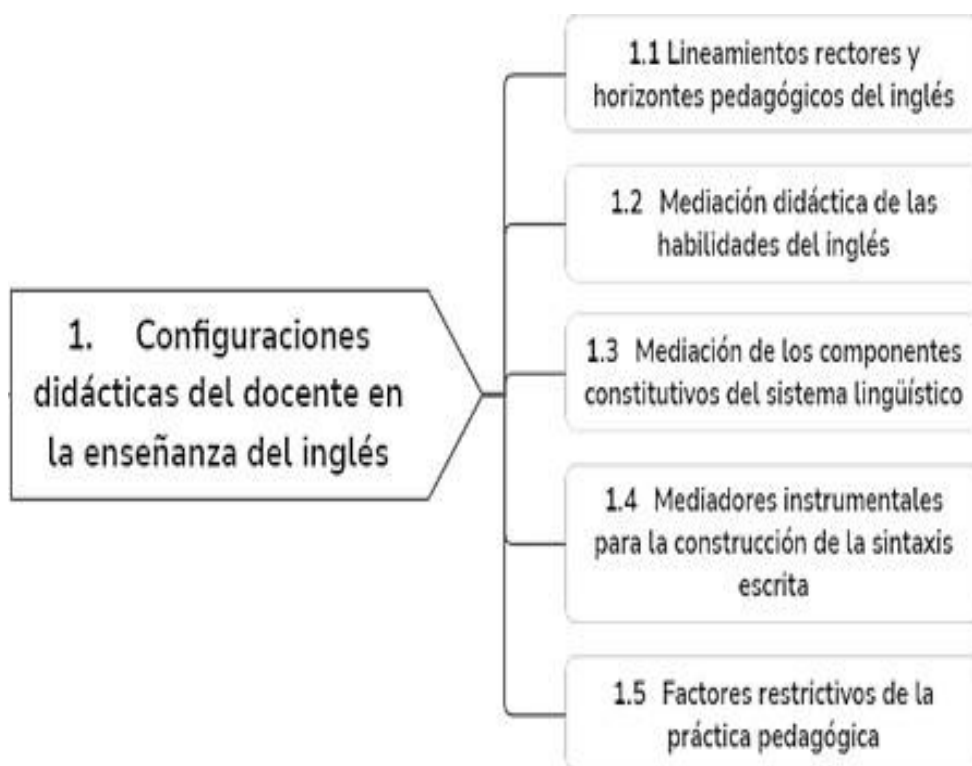 1. Configuraciones
didácticas del docente en
la enseñanza del inglés
1.1 Lineamientos rectores y
horizontes pedagógicos del inglés
1.2 Mediación didáctica de las
habilidades del inglés
1.3 Mediación de los componentes
constitutivos del sistema lingüístico
1.4 Mediadores instrumentales
para la construcción de la sintaxis
escrita
1.5 Factores restrictivos de la
práctica pedagógica